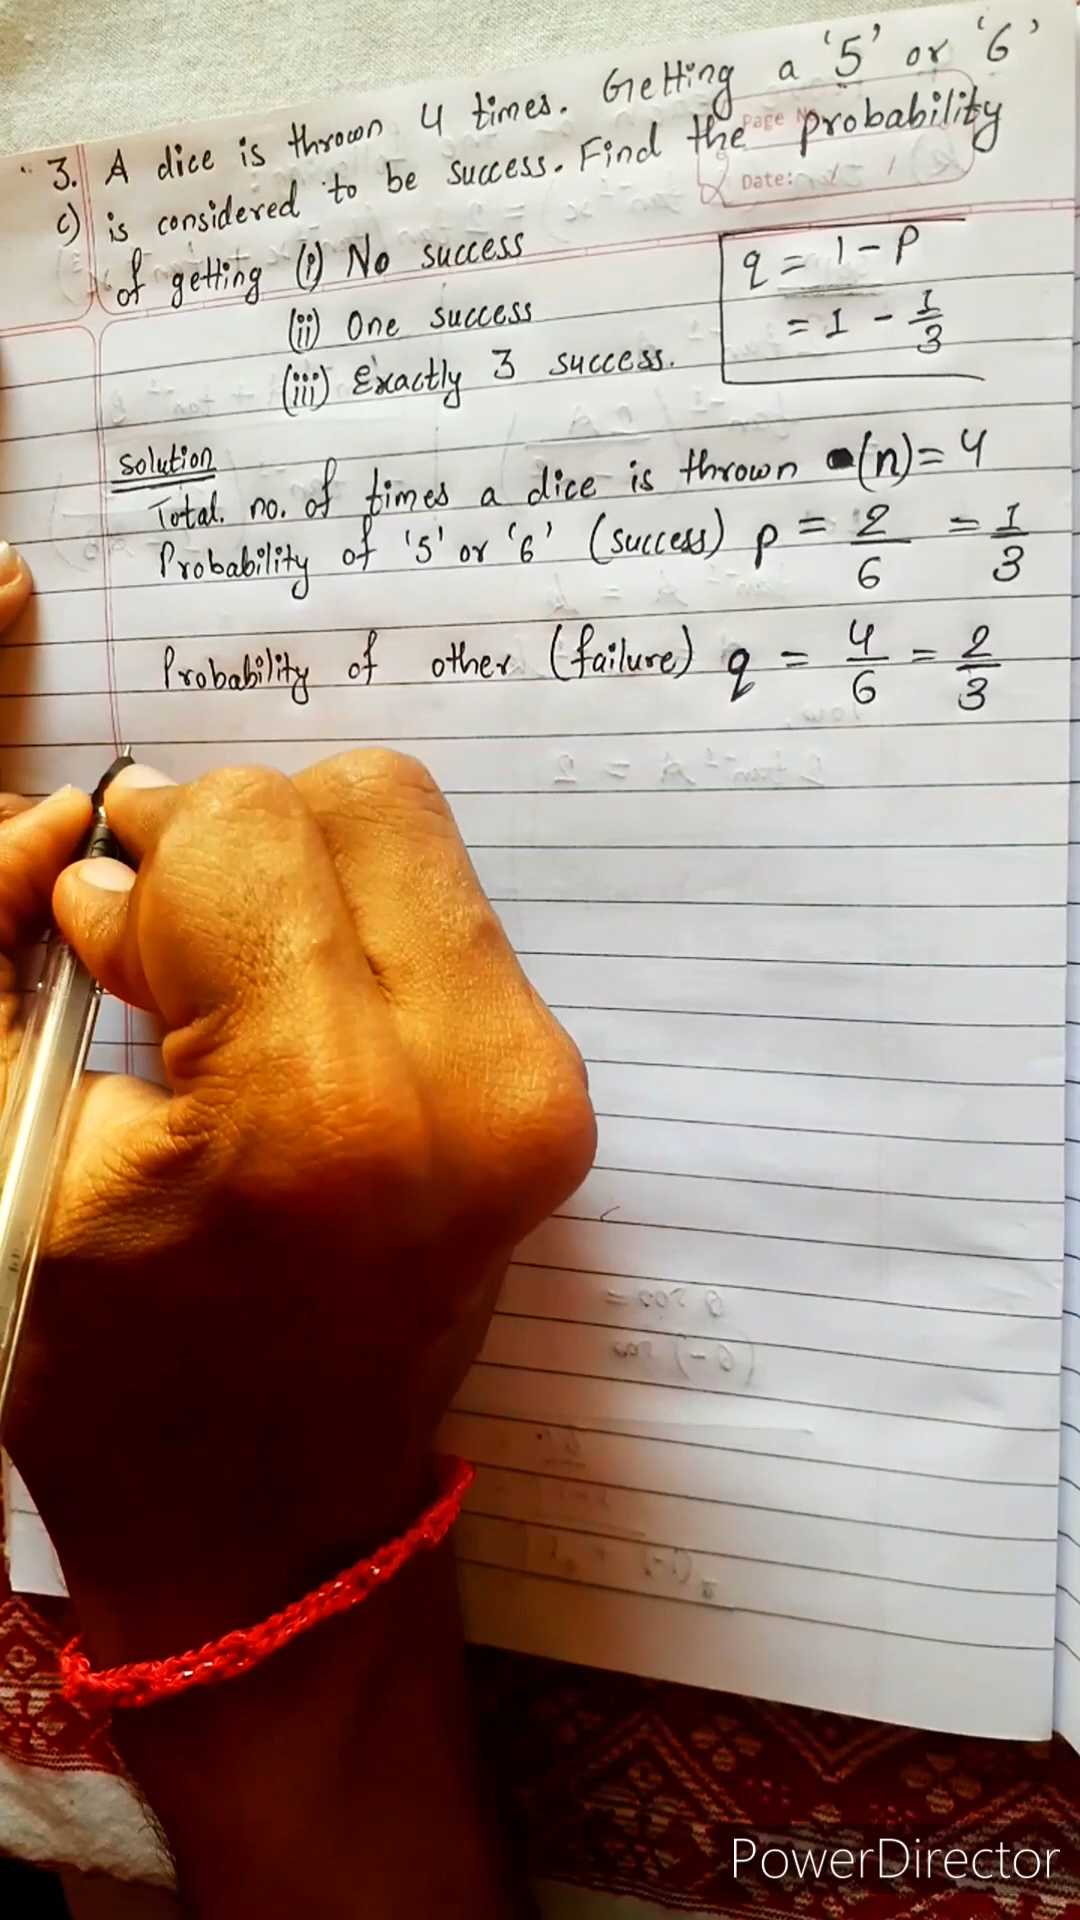 3. A dice is thrown 4 times. Getting a '5' or '6'
c) is considered to be success. Find the probability
of getting (i) No success
(ii) One success
(iii) Exactly 3 success.
q = 1 - P
= 1 - 1/3
Page
Date:
Solution
Total. no. of times a dice is thrown (n) = 4
Probability of '5' or '6' (success) p = 2/6 = 1/3
Probability of other (failure) q = 4/6 = 2/3
PowerDirector